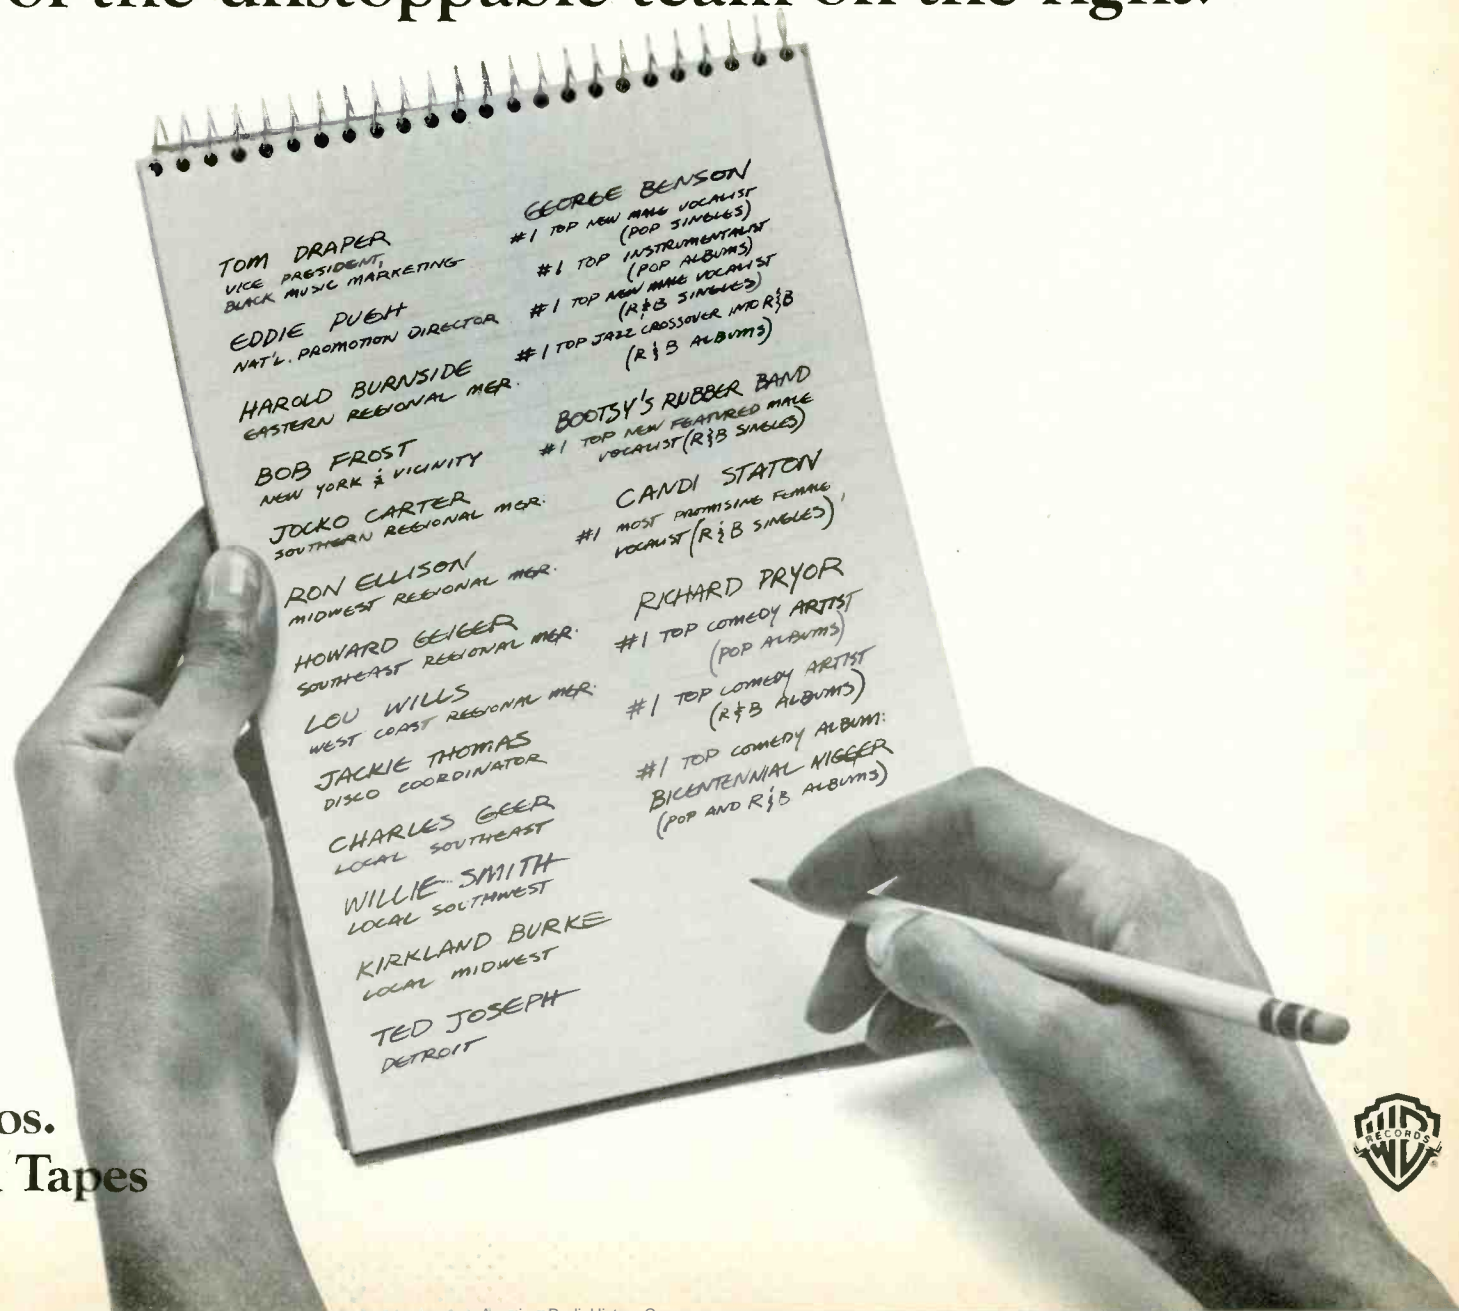 of the unstoppable team on the right.
TOM DRAPER
VICE PRESIDENT,
BLACK MUSIC MARKETING
EDDIE PUGH
NAT'L. PROMOTION DIRECTOR
HAROLD BURNSIDE
EASTERN REGIONAL MGR.
BOB FROST
NEW YORK & VICINITY
JOCKO CARTER
SOUTHERN REGIONAL MGR.
RON ELLISON
MIDWEST REGIONAL MGR.
HOWARD GEIGER
SOUTHEAST REGIONAL MGR.
LOU WILLS
WEST COAST REGIONAL MGR.
JACKIE THOMAS
DISCO COORDINATOR
CHARLES GEER
LOCAL SOUTHEAST
WILLIE SMITH
LOCAL SOUTHWEST
KIRKLAND BURKE
LOCAL MIDWEST
TED JOSEPH
DETROIT
GEORGE BENSON
#1 TOP NEW MALE VOCALIST
(POP SINGLES)
#1 TOP INSTRUMENTALIST
(POP ALBUMS)
#1 TOP NEW MALE VOCALIST
(R&B SINGLES)
#1 TOP JAZZ CROSSOVER INTO R&B
(R&B ALBUMS)
BOOTSY'S RUBBER BAND
#1 TOP NEW FEATURED MALE
VOCALIST (R&B SINGLES)
CANDI STATON
#1 MOST PROMISING FEMALE
VOCALIST (R&B SINGLES)
RICHARD PRYOR
#1 TOP COMEDY ARTIST
(POP ALBUMS)
#1 TOP COMEDY ARTIST
(R&B ALBUMS)
#1 TOP COMEDY ALBUM:
BICENTENNIAL NIGGER
(POP AND R&B ALBUMS)
os.
Tapes
WB
RECORDS